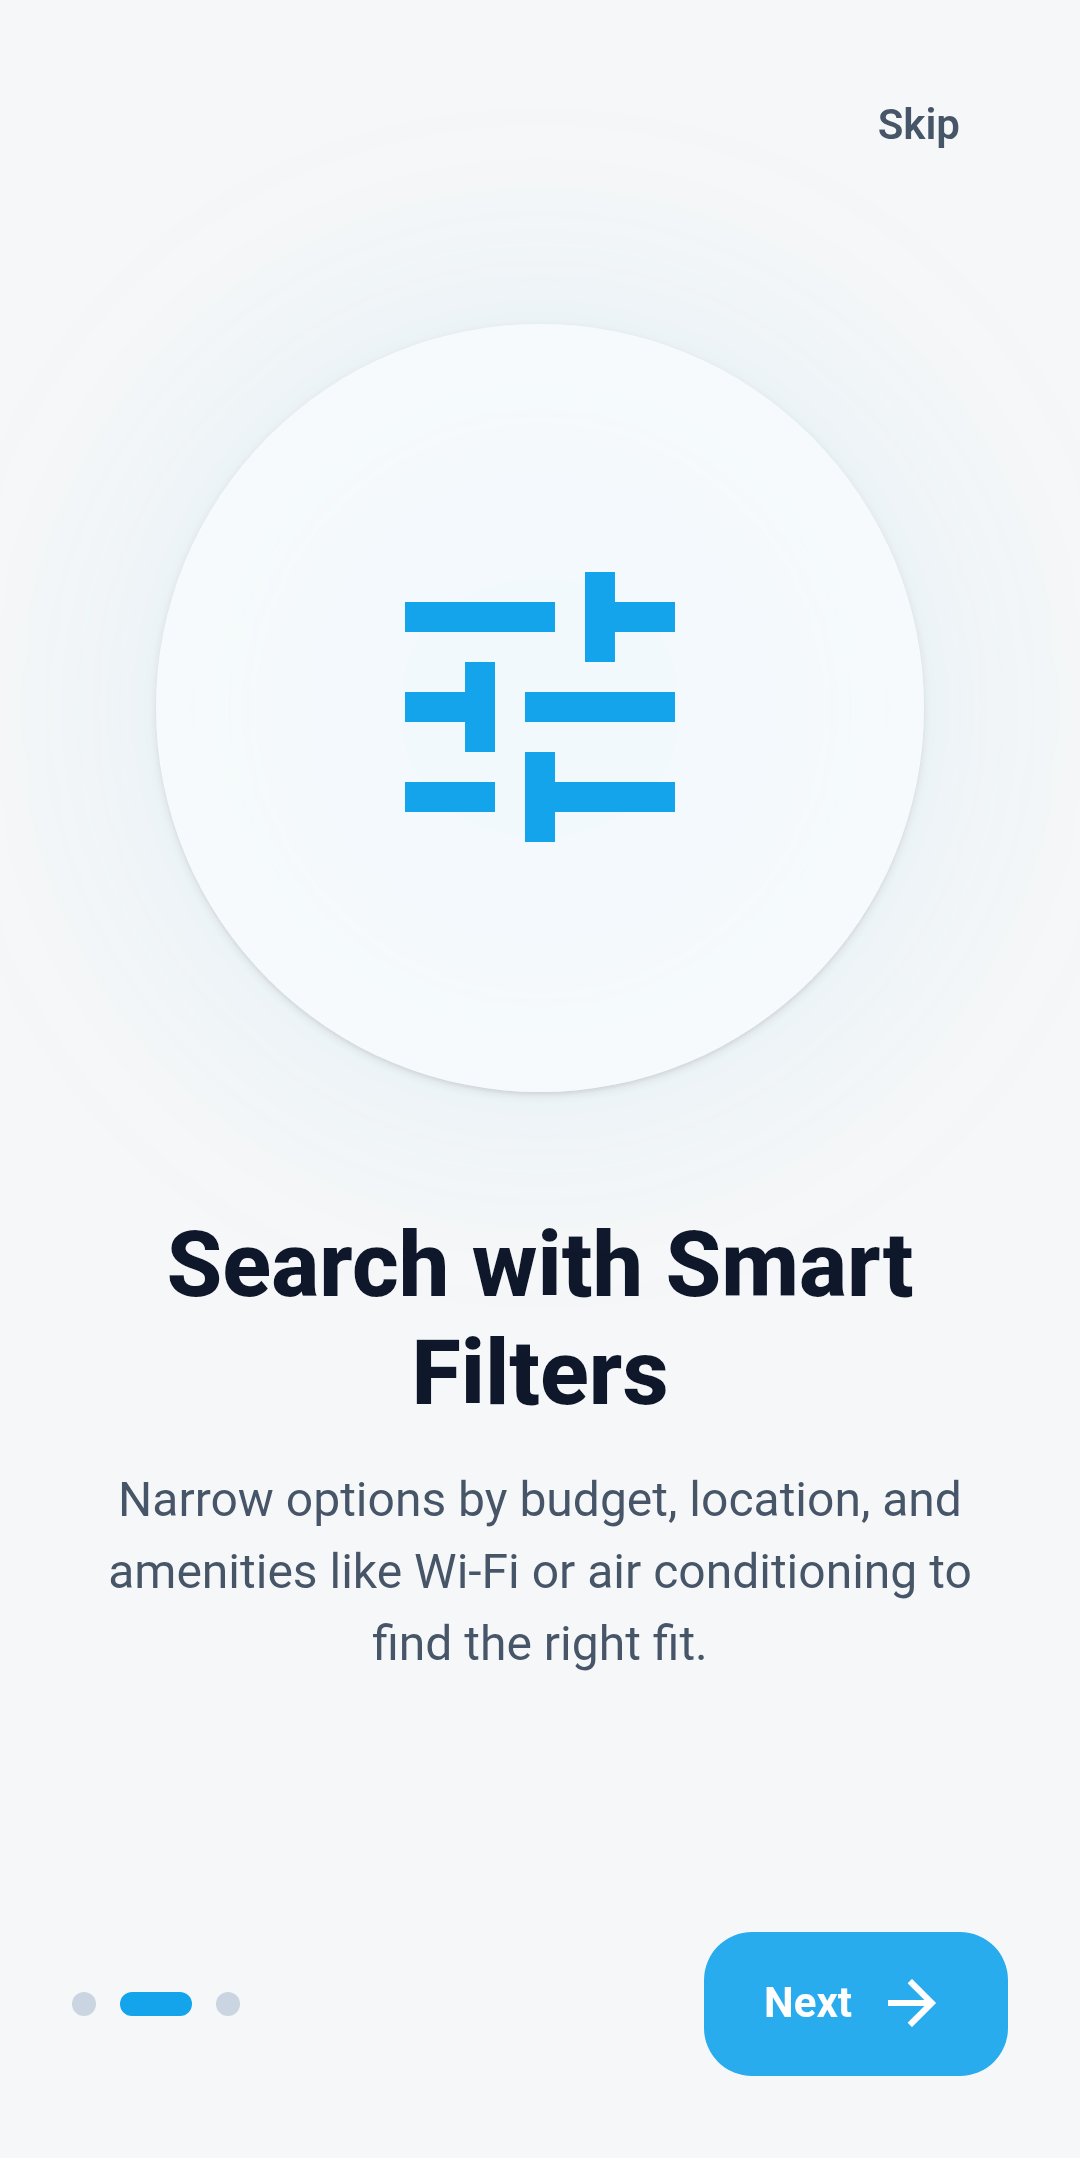 Skip
Search with Smart
Filters
Narrow options by budget, location, and
amenities like Wi-Fi or air conditioning to
find the right fit.
Next